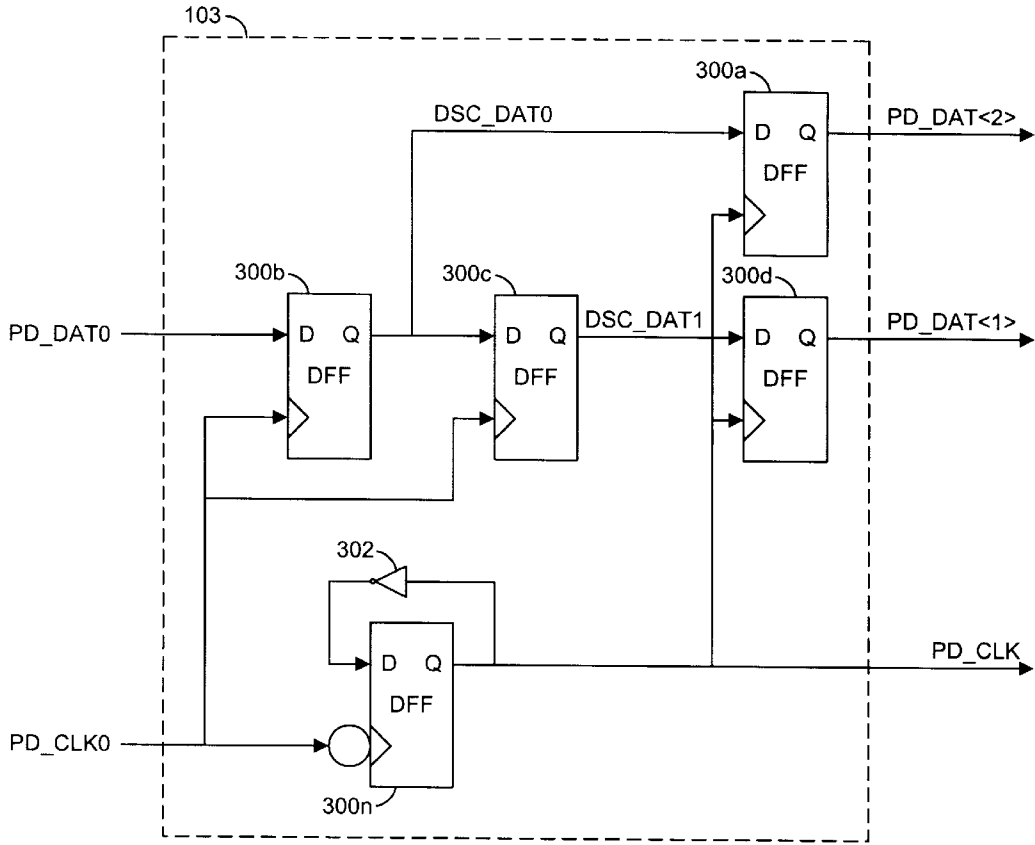 103
300a
DSC_DAT0
PD_DAT<2>
D Q
DFF
300b
300c
300d
DSC_DAT1
PD_DAT<1>
PD_DAT0
D Q
DFF
D Q
DFF
D Q
DFF
302
D Q
DFF
PD_CLK
PD_CLK0
300n